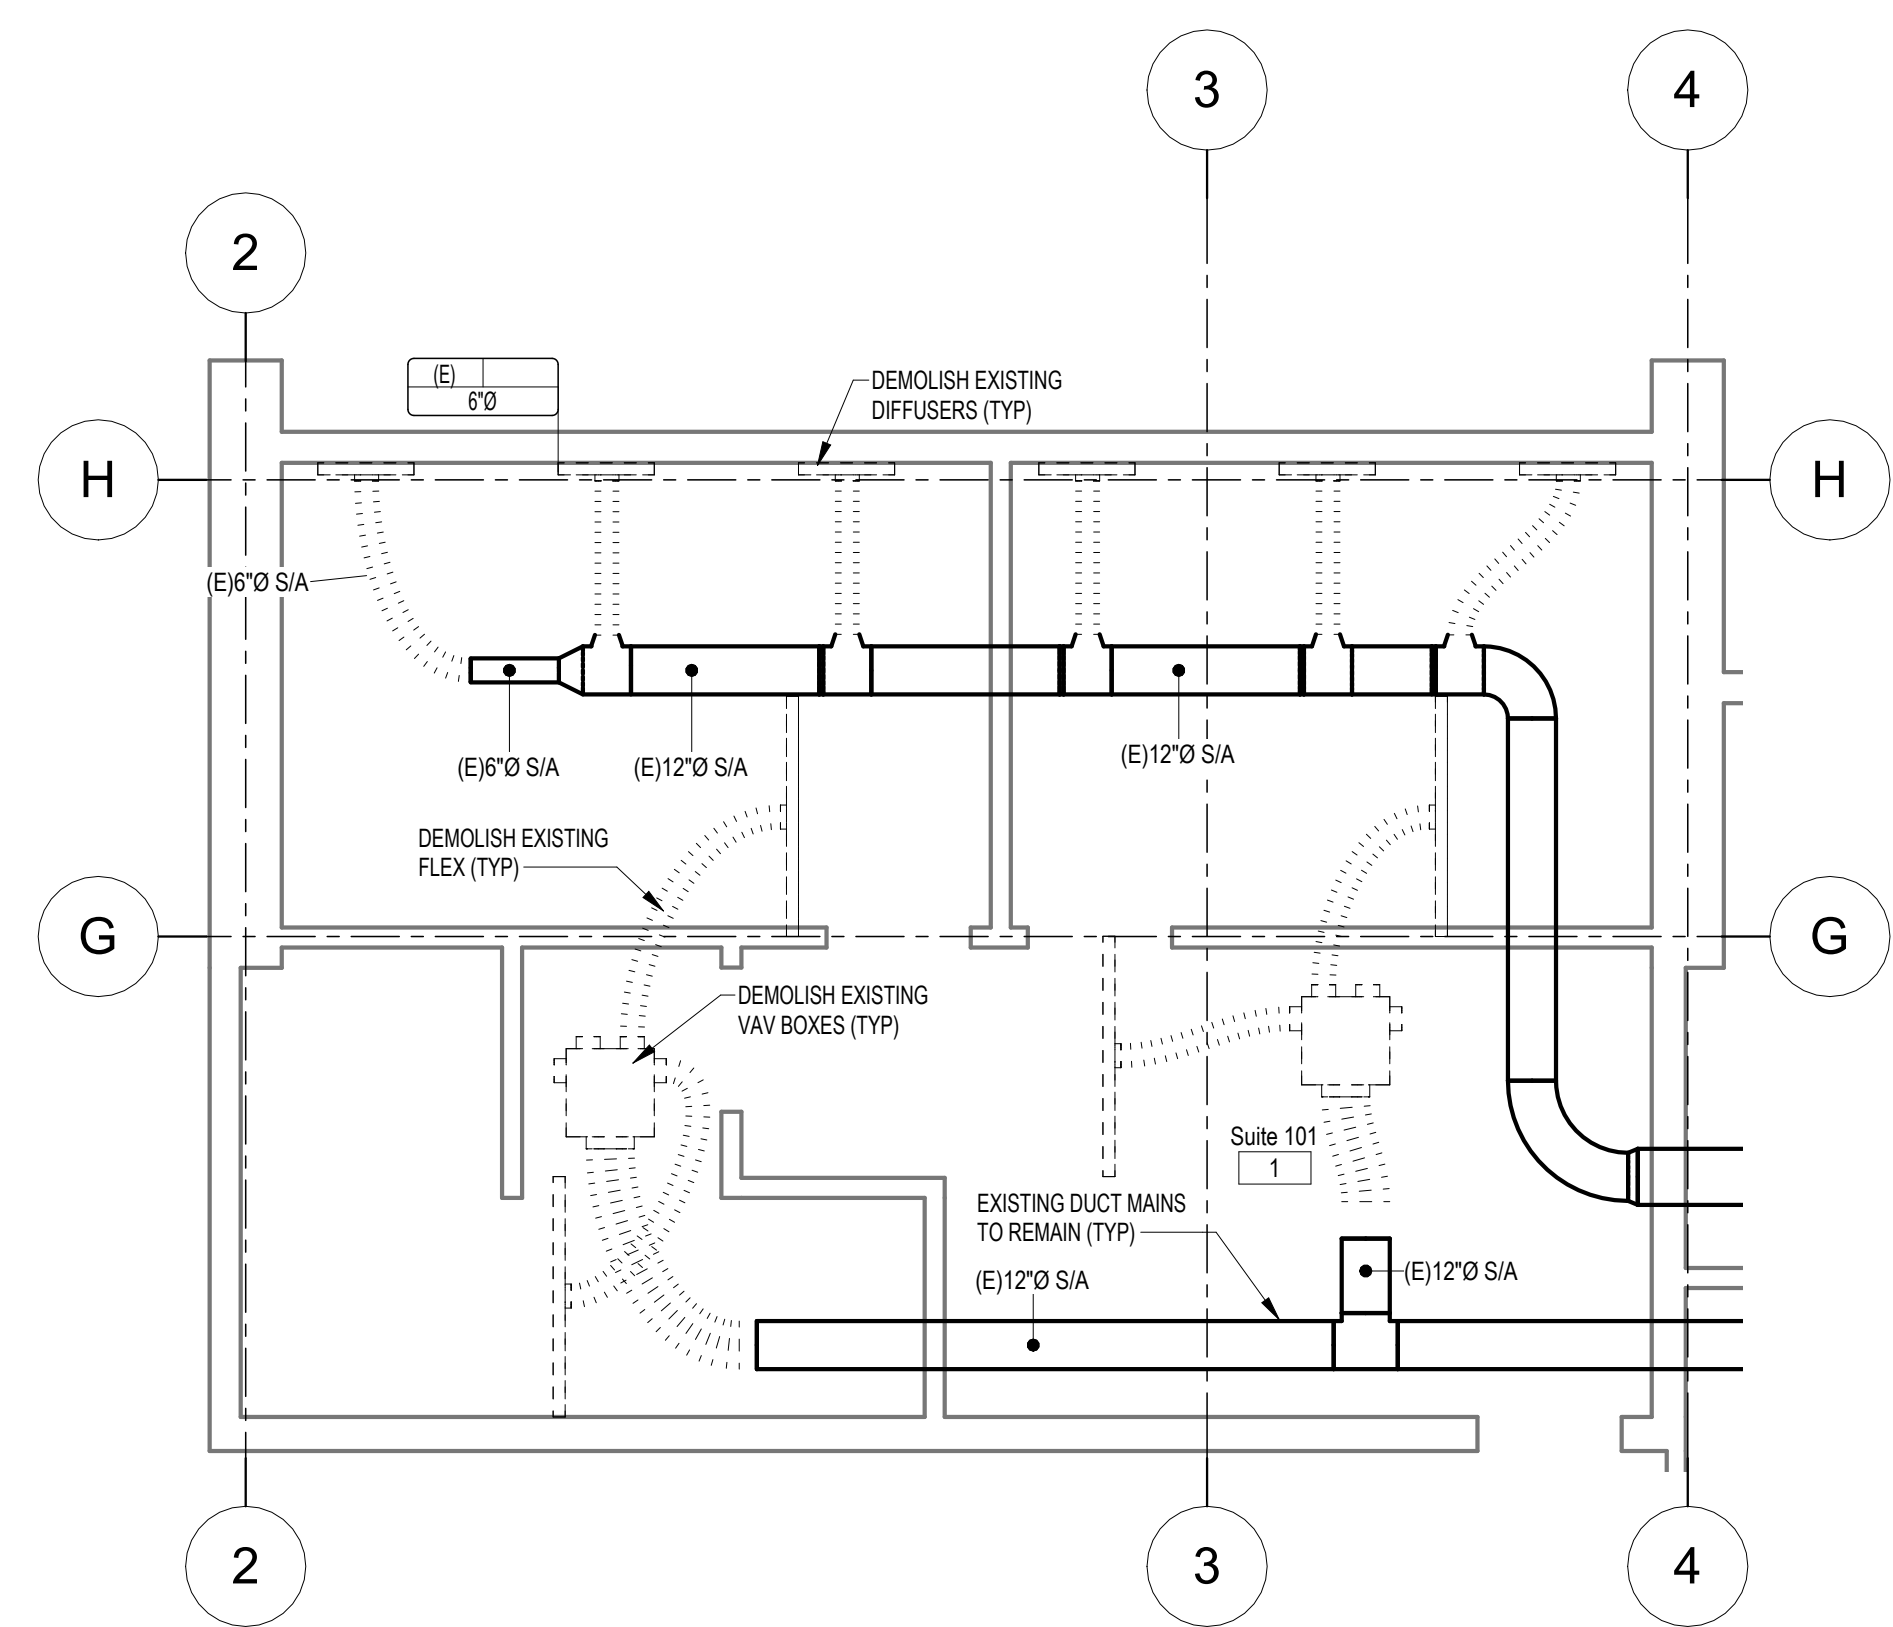 3
4
2
(E)
6"Ø
DEMOLISH EXISTING
DIFFUSERS (TYP)
H
H
(E)6"Ø S/A
(E)6"Ø S/A
(E)12"Ø S/A
(E)12"Ø S/A
DEMOLISH EXISTING
FLEX (TYP)
G
G
DEMOLISH EXISTING
VAV BOXES (TYP)
Suite 101
1
EXISTING DUCT MAINS
TO REMAIN (TYP)
(E)12"Ø S/A
(E)12"Ø S/A
2
3
4